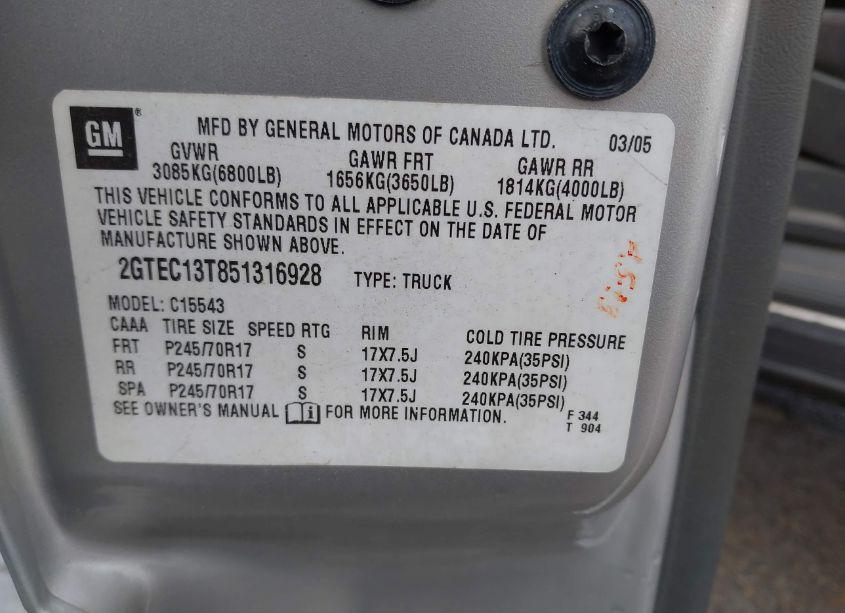 GM ®
MFD BY GENERAL MOTORS OF CANADA LTD. 03/05
GVWR GAWR FRT GAWR RR
3085KG(6800LB) 1656KG(3650LB) 1814KG(4000LB)
THIS VEHICLE CONFORMS TO ALL APPLICABLE U.S. FEDERAL MOTOR
VEHICLE SAFETY STANDARDS IN EFFECT ON THE DATE OF
MANUFACTURE SHOWN ABOVE.
2GTEC13T851316928 TYPE: TRUCK
MODEL: C15543
CAAA TIRE SIZE SPEED RTG RIM COLD TIRE PRESSURE
FRT P245/70R17 S 17X7.5J 240KPA(35PSI)
RR P245/70R17 S 17X7.5J 240KPA(35PSI)
SPA P245/70R17 S 17X7.5J 240KPA(35PSI)
SEE OWNER'S MANUAL i FOR MORE INFORMATION.
F 344
T 904